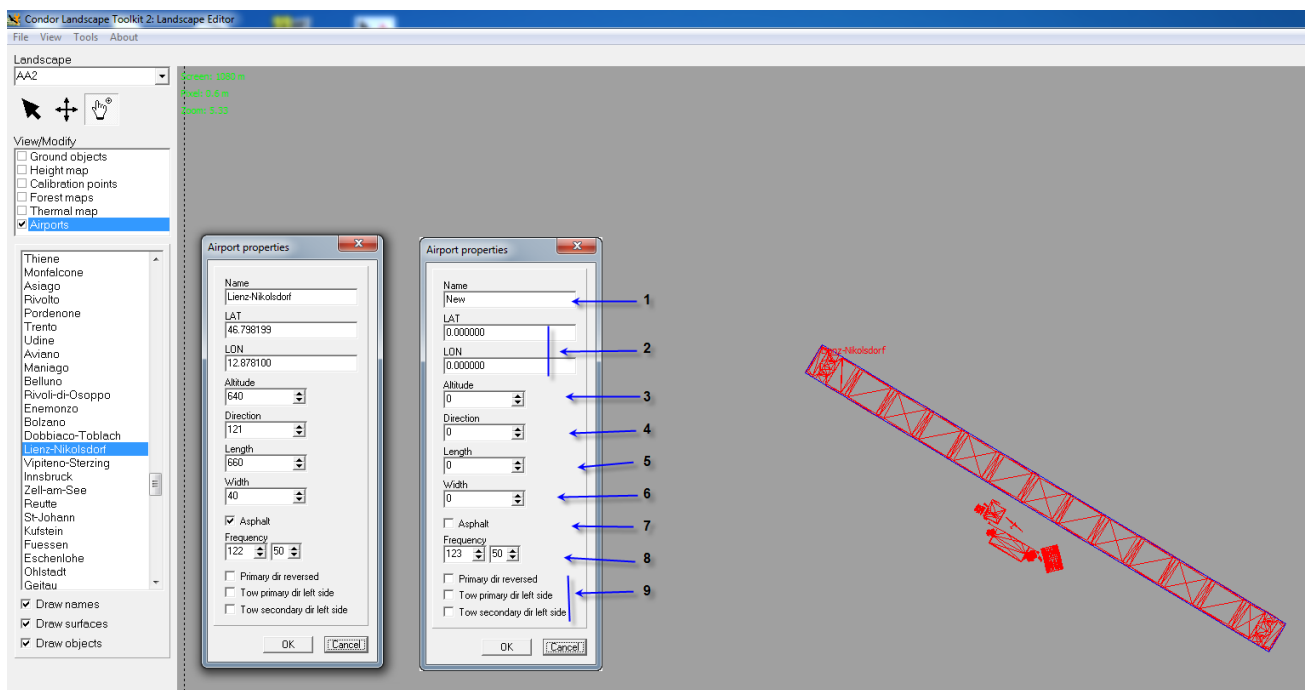 Condor Landscape Toolkit 2: Landscape Editor
File View Tools About
Landscape
AA2
View/Modify
Ground objects
Height map
Calibration points
Forest maps
Thermal map
Airports
Thiene
Monfalcone
Asiago
Rivolto
Pordenone
Trento
Udine
Aviano
Maniago
Belluno
Rivoli-di-Osoppo
Enemonzo
Bolzano
Dobbiaco-Toblach
Lienz-Nikolsdorf
Vipiteno-Sterzing
Innsbruck
Zell-am-See
Reutte
St-Johann
Kufstein
Fuessen
Eschenlohe
Ohlstadt
Geitau
Draw names
Draw surfaces
Draw objects
Airport properties
Name
Lienz-Nikolsdorf
LAT
46.798199
LON
12.878100
Altitude
640
Direction
121
Length
660
Width
40
Asphalt
Frequency
122 50
Primary dir reversed
Tow primary dir left side
Tow secondary dir left side
OK Cancel
Airport properties
Name
New
1
LAT
0.000000
2
LON
0.000000
Altitude
0
3
Direction
0
4
Length
0
5
Width
0
6
Asphalt
7
Frequency
123 50
8
Primary dir reversed
Tow primary dir left side
9
Tow secondary dir left side
OK Cancel
Lienz-Nikolsdorf